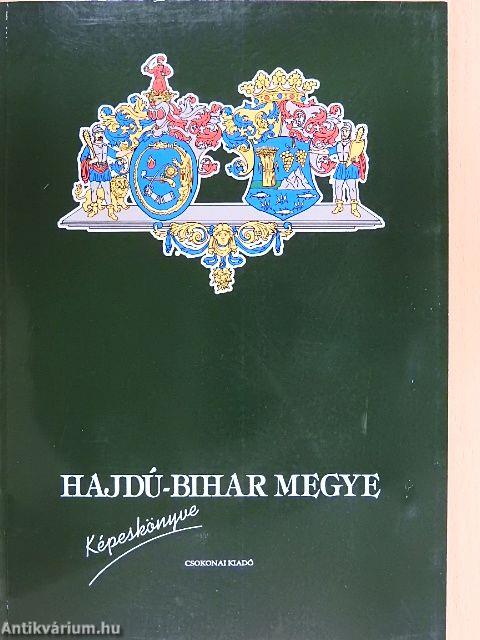 HAJDÚ-BIHAR MEGYE
Képeskönyve
CSOKONAI KIADÓ
Antikvárium.hu